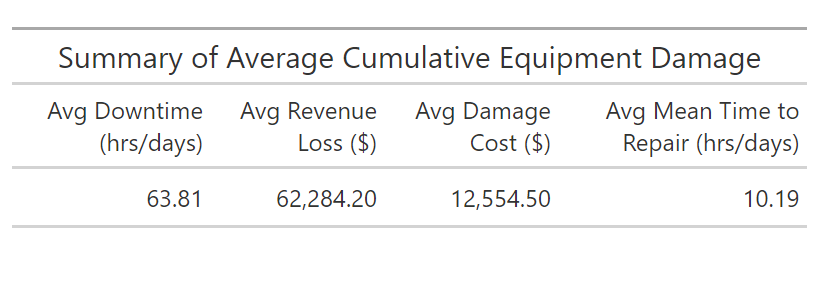 Summary of Average Cumulative Equipment Damage
Avg Downtime (hrs/days) Avg Revenue Loss ($) Avg Damage Cost ($) Avg Mean Time to Repair (hrs/days)
63.81 62,284.20 12,554.50 10.19